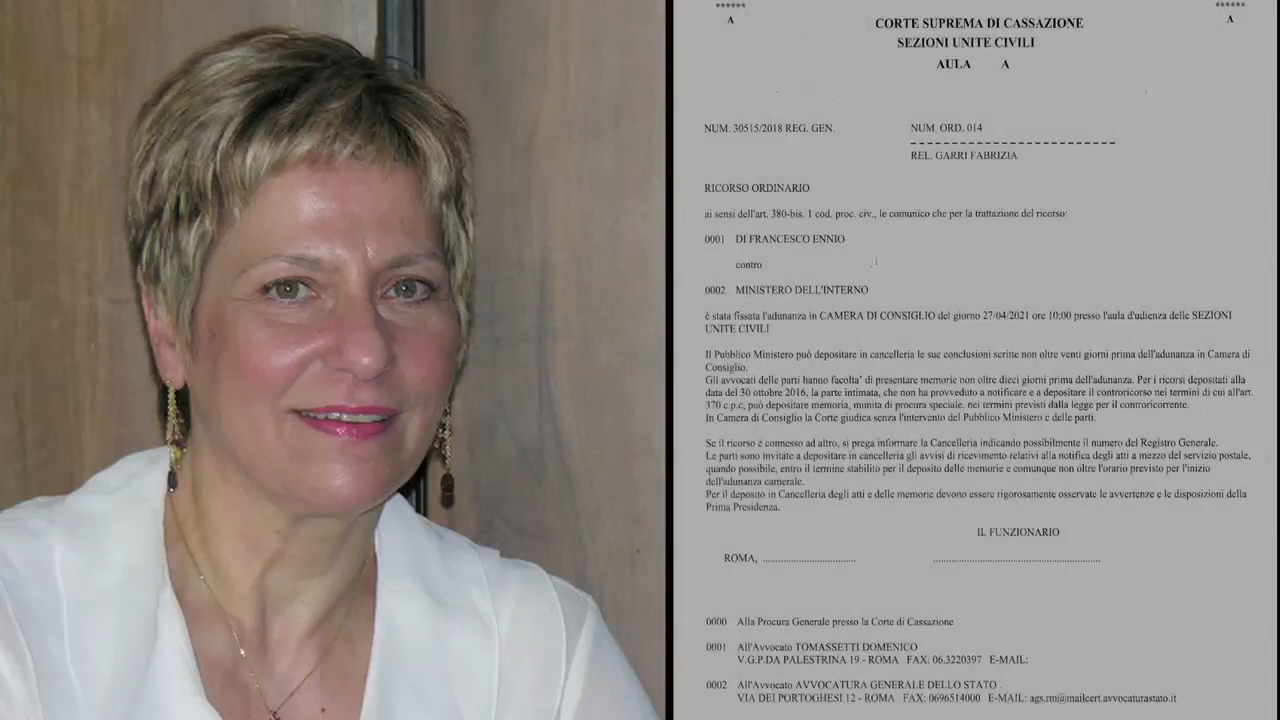 ****** ******
A A
CORTE SUPREMA DI CASSAZIONE
SEZIONI UNITE CIVILI
AULA A
NUM. 30515/2018 REG. GEN. NUM. ORD. 014
REL. GARRI FABRIZIA
RICORSO ORDINARIO
ai sensi dell'art. 380-bis. 1 cod. proc. civ., le comunico che per la trattazione del ricorso:
0001 DI FRANCESCO ENNIO
contro
0002 MINISTERO DELL'INTERNO
è stata fissata l'adunanza in CAMERA DI CONSIGLIO del giorno 27/04/2021 ore 10:00 presso l'aula d'udienza delle SEZIONI
UNITE CIVILI
Il Pubblico Ministero può depositare in cancelleria le sue conclusioni scritte non oltre venti giorni prima dell'adunanza in Camera di
Consiglio.
Gli avvocati delle parti hanno facolta' di presentare memorie non oltre dieci giorni prima dell'adunanza. Per i ricorsi depositati alla
data del 30 ottobre 2016, la parte intimata, che non ha provveduto a notificare e a depositare il controricorso nei termini di cui all'art.
370 c.p.c, può depositare memoria, munita di procura speciale, nei termini previsti dalla legge per il controricorrente.
In Camera di Consiglio la Corte giudica senza l'intervento del Pubblico Ministero e delle parti.
Se il ricorso è connesso ad altro, si prega informare la Cancelleria indicando possibilmente il numero del Registro Generale.
Le parti sono invitate a depositare in cancelleria gli avvisi di ricevimento relativi alla notifica degli atti a mezzo del servizio postale,
quando possibile, entro il termine stabilito per il deposito delle memorie e comunque non oltre l'orario previsto per l'inizio
dell'adunanza camerale.
Per il deposito in Cancelleria degli atti e delle memorie devono essere rigorosamente osservate le avvertenze e le disposizioni della
Prima Presidenza.
IL FUNZIONARIO
ROMA, ................................... ...............................................................
0000 Alla Procura Generale presso la Corte di Cassazione
0001 All'Avvocato TOMASSETTI DOMENICO
V.G.P.DA PALESTRINA 19 - ROMA FAX: 06.3220397 E-MAIL:
0002 All'Avvocato AVVOCATURA GENERALE DELLO STATO
VIA DEI PORTOGHESI 12 - ROMA FAX: 0696514000 E-MAIL: ags.rm@mailcert.avvocaturastato.it